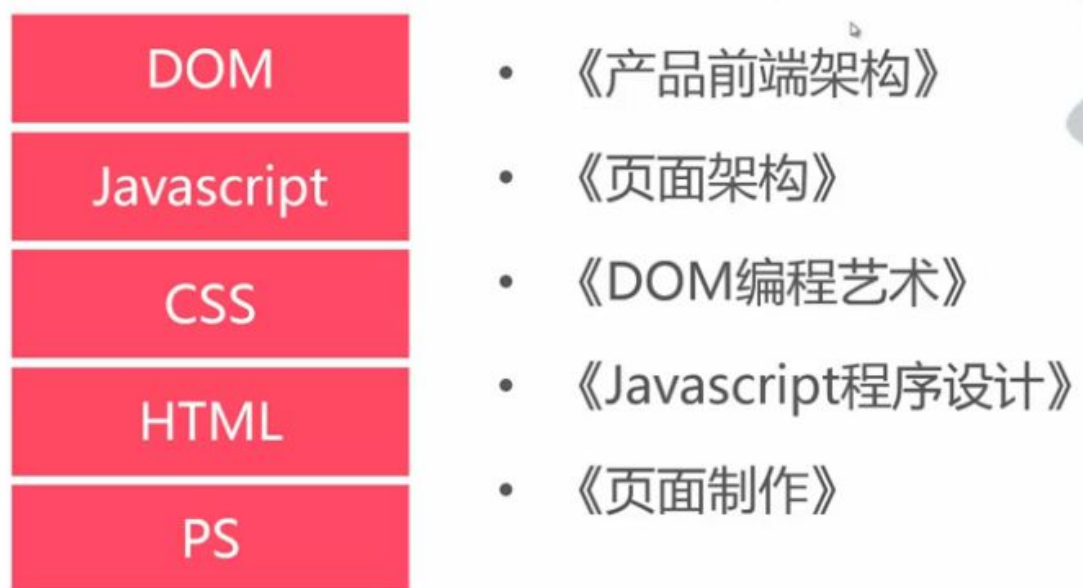 DOM
Javascript
CSS
HTML
PS
• 《产品前端架构》
• 《页面架构》
• 《DOM编程艺术》
• 《Javascript程序设计》
• 《页面制作》